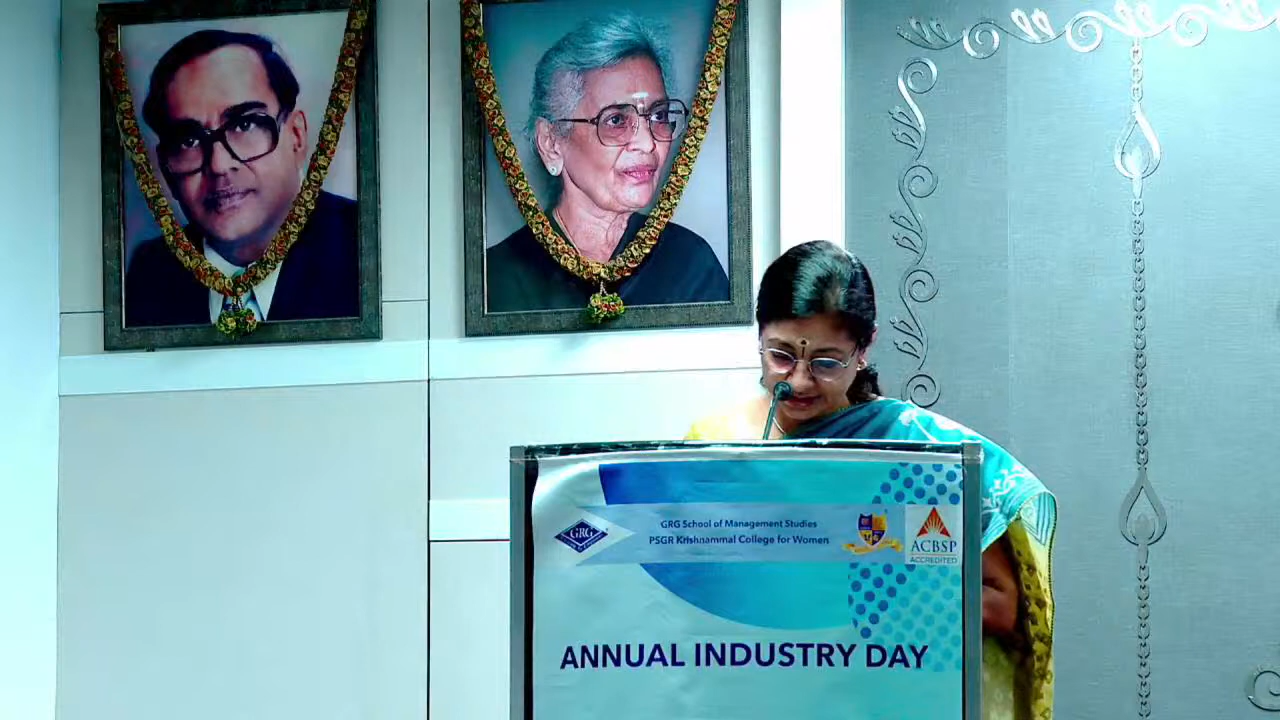 GRG School of Management Studies
GRG
PSGR Krishnammal College for Women
ACBSP
ACCREDITED
ANNUAL INDUSTRY DAY